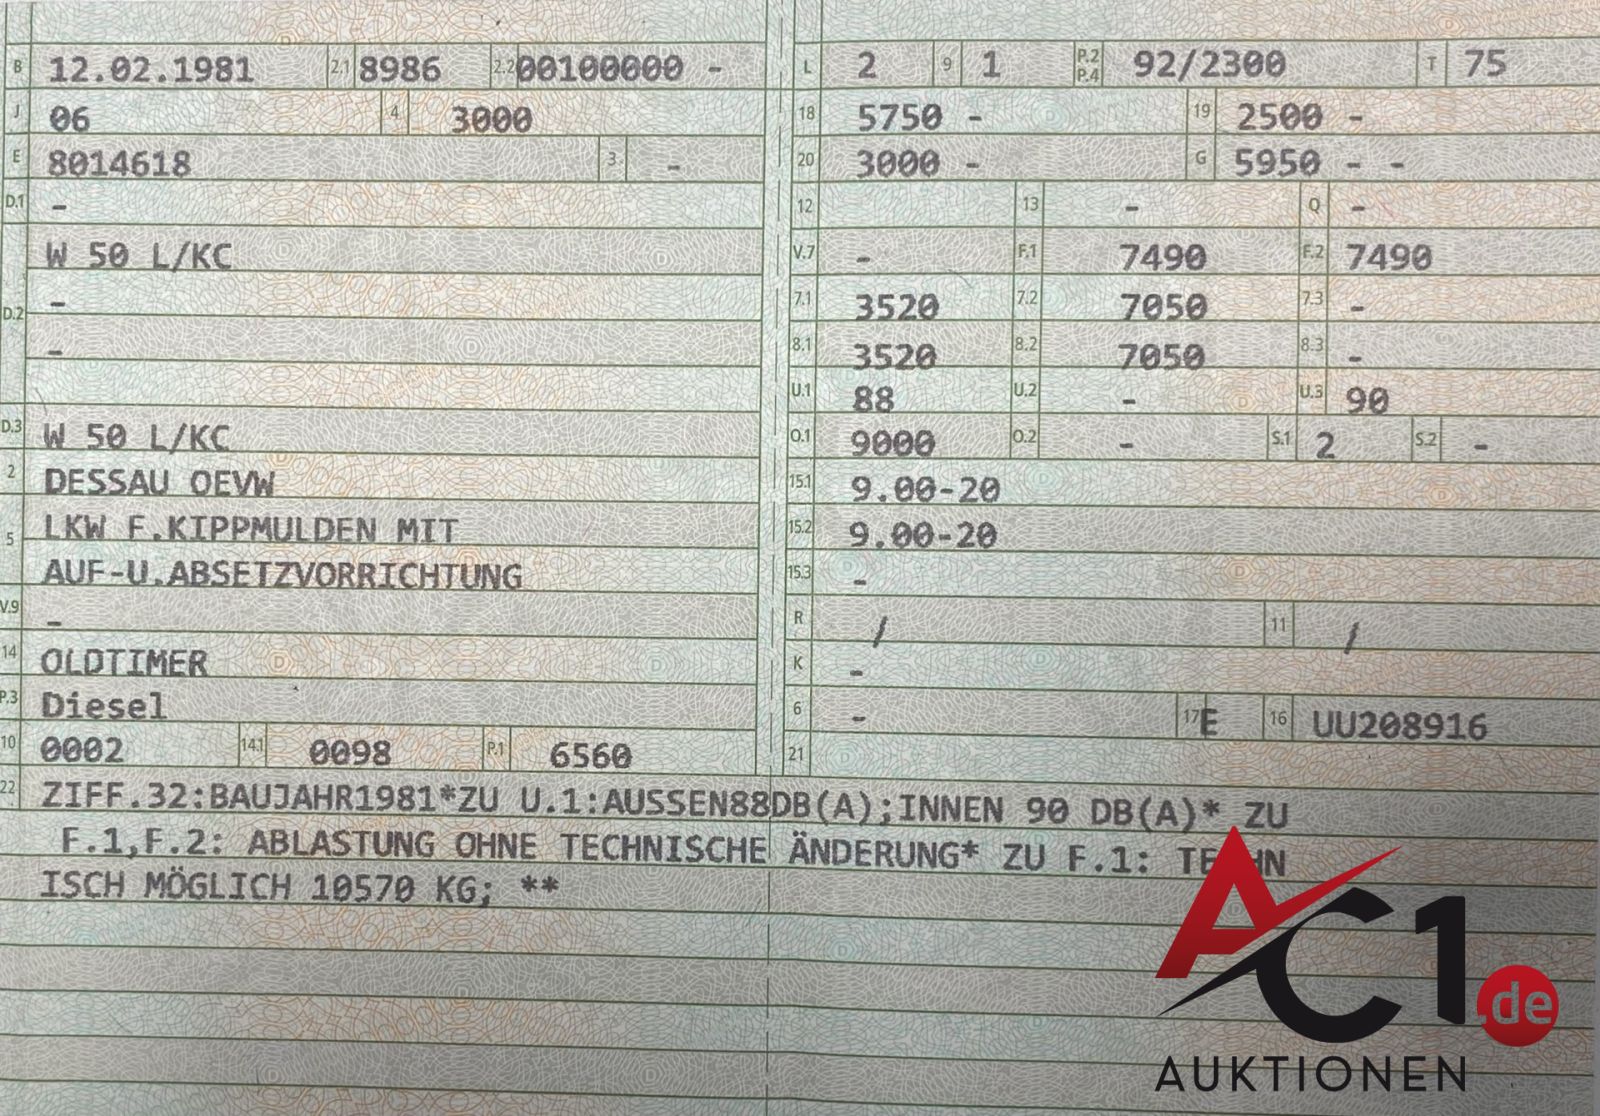 B 12.02.1981 2.1 8986 2.2 00100000 -
J 06 4 3000
E 8014618 3 -
D.1 -
W 50 L/KC
D.2 -
-
D.3 W 50 L/KC
2 DESSAU OEVW
5 LKW F.KIPPMULDEN MIT
AUF-U.ABSETZVORRICHTUNG
V.9 -
14 OLDTIMER
P.3 Diesel
10 0002 14.1 0098 P.1 6560
L 2 9 1 P.2 P.4 92/2300 T 75
18 5750 - 19 2500 -
20 3000 - G 5950 - -
12 13 - Q -
V.7 - F.1 7490 F.2 7490
7.1 3520 7.2 7050 7.3 -
8.1 3520 8.2 7050 8.3 -
U.1 88 U.2 - U.3 90
O.1 9000 O.2 - S.1 2 S.2 -
15.1 9.00-20
15.2 9.00-20
15.3 -
R / 11 /
K -
6 - 17 E 16 UU208916
21
22 ZIFF.32:BAUJAHR1981*ZU U.1:AUSSEN88DB(A);INNEN 90 DB(A)* ZU
F.1,F.2: ABLASTUNG OHNE TECHNISCHE ÄNDERUNG* ZU F.1: TECHN
ISCH MÖGLICH 10570 KG; **
AC1.de
AUKTIONEN